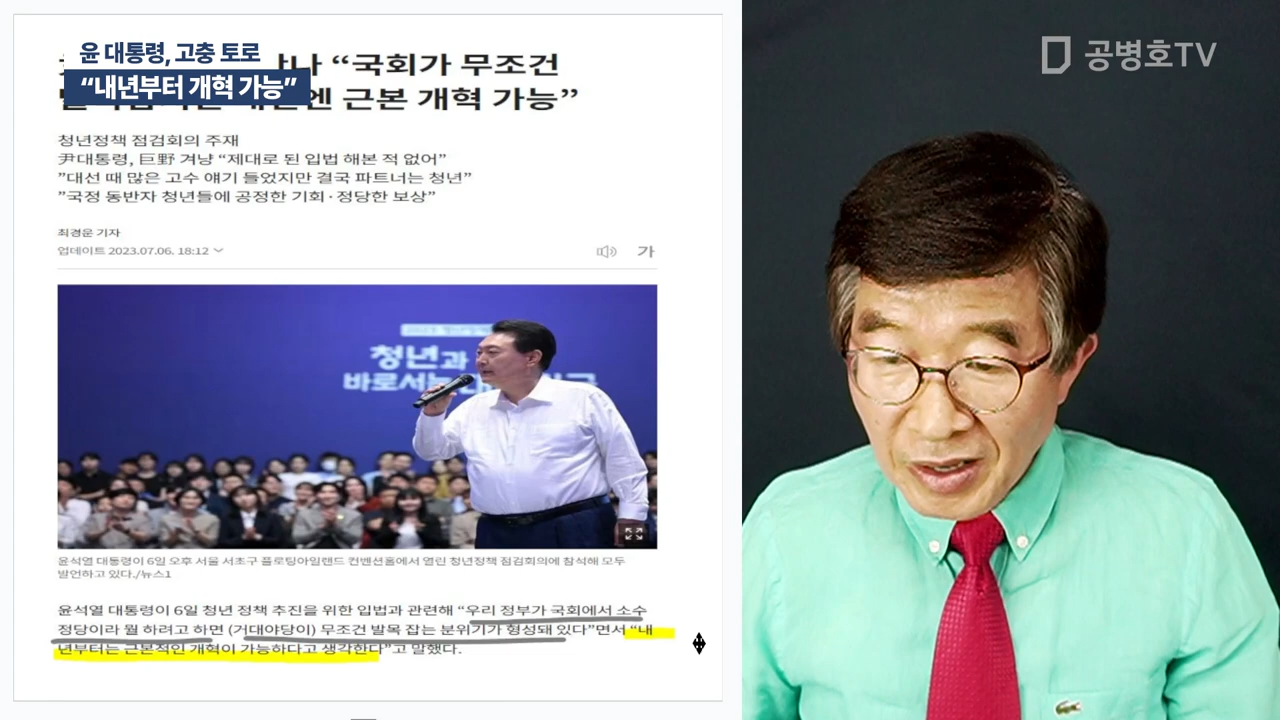 윤 대통령, 고충 토로
“내년부터 개혁 가능”
나 “국회가 무조건
엔 근본 개혁 가능”
청년정책 점검회의 주재
尹대통령, 巨野 겨냥 “제대로 된 입법 해본 적 없어”
”대선 때 많은 고수 얘기 들었지만 결국 파트너는 청년”
”국정 동반자 청년들에 공정한 기회·정당한 보상”
최경운 기자
업데이트 2023.07.06. 18:12
가
청년과
바로서는
윤석열 대통령이 6일 오후 서울 서초구 플로팅아일랜드 컨벤션홀에서 열린 청년정책 점검회의에 참석해 모두
발언하고 있다./뉴스1
윤석열 대통령이 6일 청년 정책 추진을 위한 입법과 관련해 “우리 정부가 국회에서 소수
정당이라 뭘 하려고 하면 (거대야당이) 무조건 발목 잡는 분위기가 형성돼 있다”면서 “내
년부터는 근본적인 개혁이 가능하다고 생각한다”고 말했다.
공병호TV